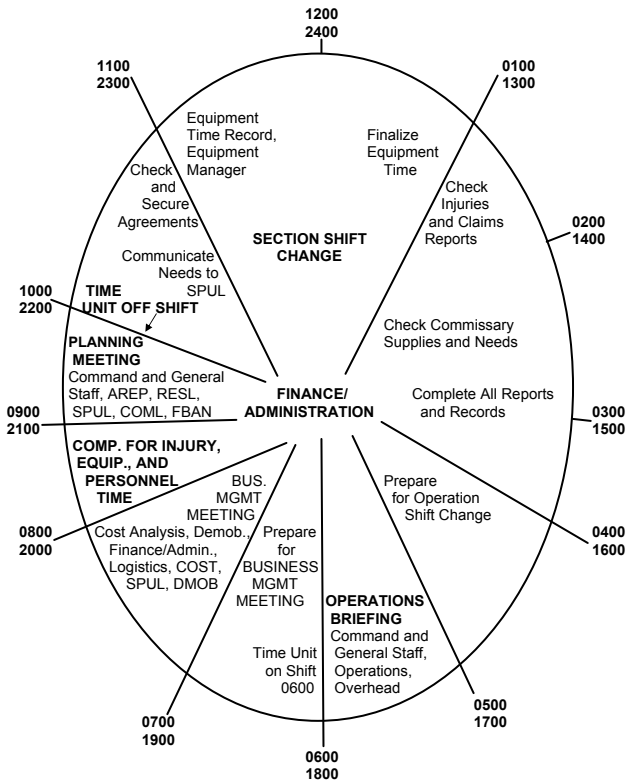 1200
2400
1100
2300
0100
1300
Equipment
Time Record,
Equipment
Manager
Finalize
Equipment
Time
Check
and
Secure
Agreements
Check
Injuries
and Claims
Reports
0200
1400
SECTION SHIFT
CHANGE
Communicate
Needs to
SPUL
1000
2200
TIME
UNIT OFF SHIFT
Check Commissary
Supplies and Needs
PLANNING
MEETING
Command and General
Staff, AREP, RESL,
SPUL, COML, FBAN
FINANCE/
ADMINISTRATION
Complete All Reports
and Records
0900
2100
0300
1500
COMP. FOR INJURY,
EQUIP., AND
PERSONNEL
TIME
BUS.
MGMT
MEETING
Prepare
for Operation
Shift Change
0800
2000
0400
1600
Cost Analysis, Demob.,
Finance/Admin.,
Logistics, COST,
SPUL, DMOB
Prepare
for
BUSINESS
MGMT
MEETING
OPERATIONS
BRIEFING
Command and
General Staff,
Operations,
Overhead
Time Unit
on Shift
0600
0700
1900
0500
1700
0600
1800